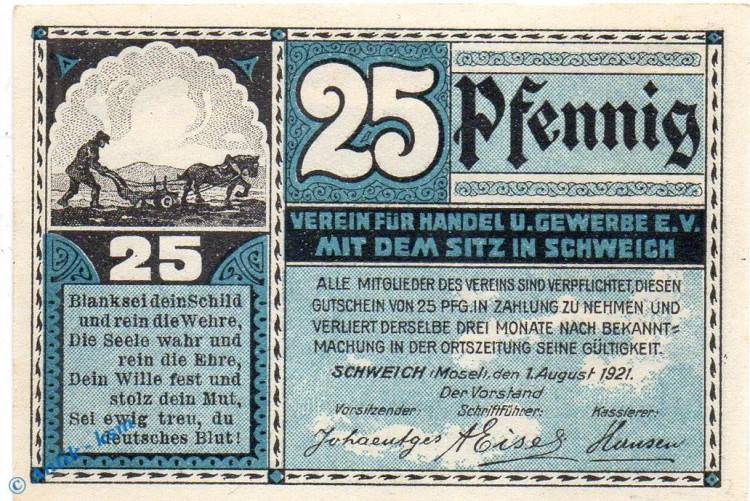 25 Pfennig
VEREIN FÜR HANDEL U. GEWERBE E.V.
MIT DEM SITZ IN SCHWEICH
25
Blank sei dein Schild
und rein die Wehre,
Die Seele wahr und
rein die Ehre,
Dein Wille fest und
stolz dein Mut,
Sei ewig treu, du
deutsches Blut!
ALLE MITGLIEDER DES VEREINS SIND VERPFLICHTET, DIESEN
GUTSCHEIN VON 25 PFG. IN ZAHLUNG ZU NEHMEN UND
VERLIERT DERSELBE DREI MONATE NACH BEKANNT=
MACHUNG IN DER ORTSZEITUNG SEINE GÜLTIGKEIT.
SCHWEICH (Mosel), den 1. August 1921.
Der Vorstand
Vorsitzender: Schriftführer: Kassierer:
AEisel Hansen